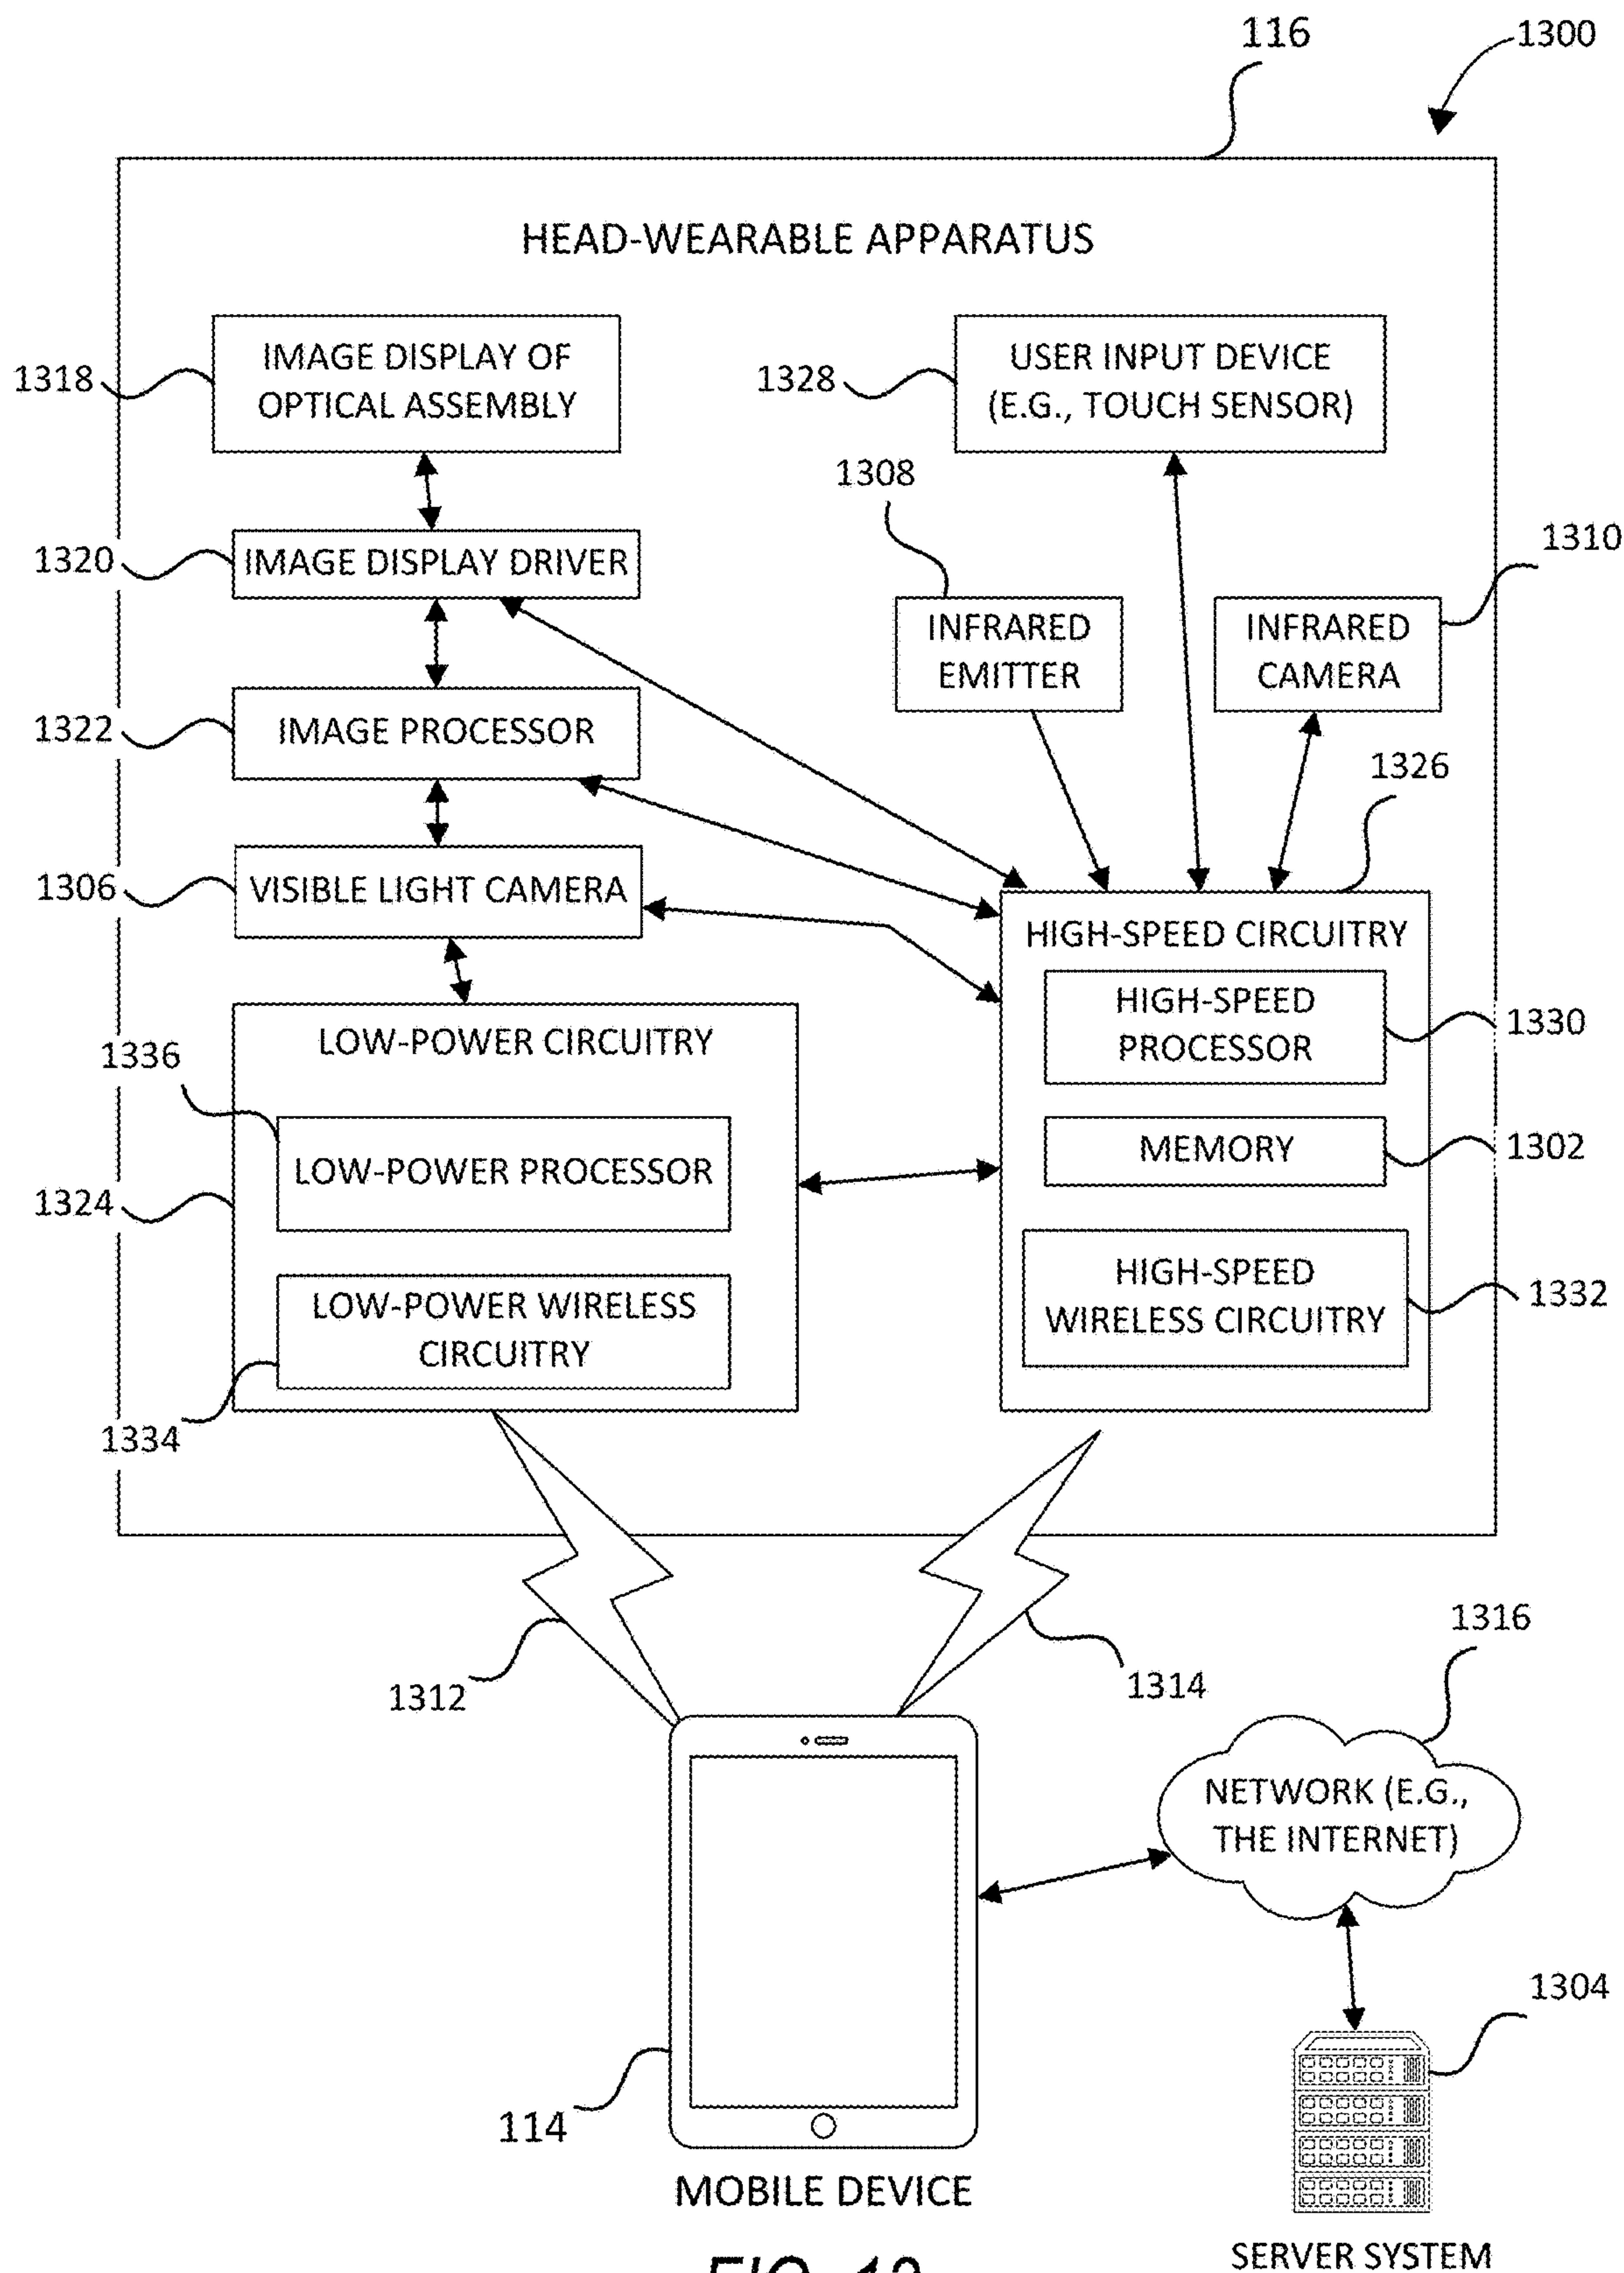 116
1300
HEAD-WEARABLE APPARATUS
1318
IMAGE DISPLAY OF
OPTICAL ASSEMBLY
1328
USER INPUT DEVICE
(E.G., TOUCH SENSOR)
1308
1310
1320
IMAGE DISPLAY DRIVER
INFRARED
EMITTER
INFRARED
CAMERA
1322
IMAGE PROCESSOR
1326
1306
VISIBLE LIGHT CAMERA
HIGH-SPEED CIRCUITRY
HIGH-SPEED
PROCESSOR
1330
LOW-POWER CIRCUITRY
1336
LOW-POWER PROCESSOR
MEMORY
1302
1324
LOW-POWER WIRELESS
CIRCUITRY
HIGH-SPEED
WIRELESS CIRCUITRY
1332
1334
1312
1314
1316
NETWORK (E.G.,
THE INTERNET)
1304
114
MOBILE DEVICE
SERVER SYSTEM
FIG. 13